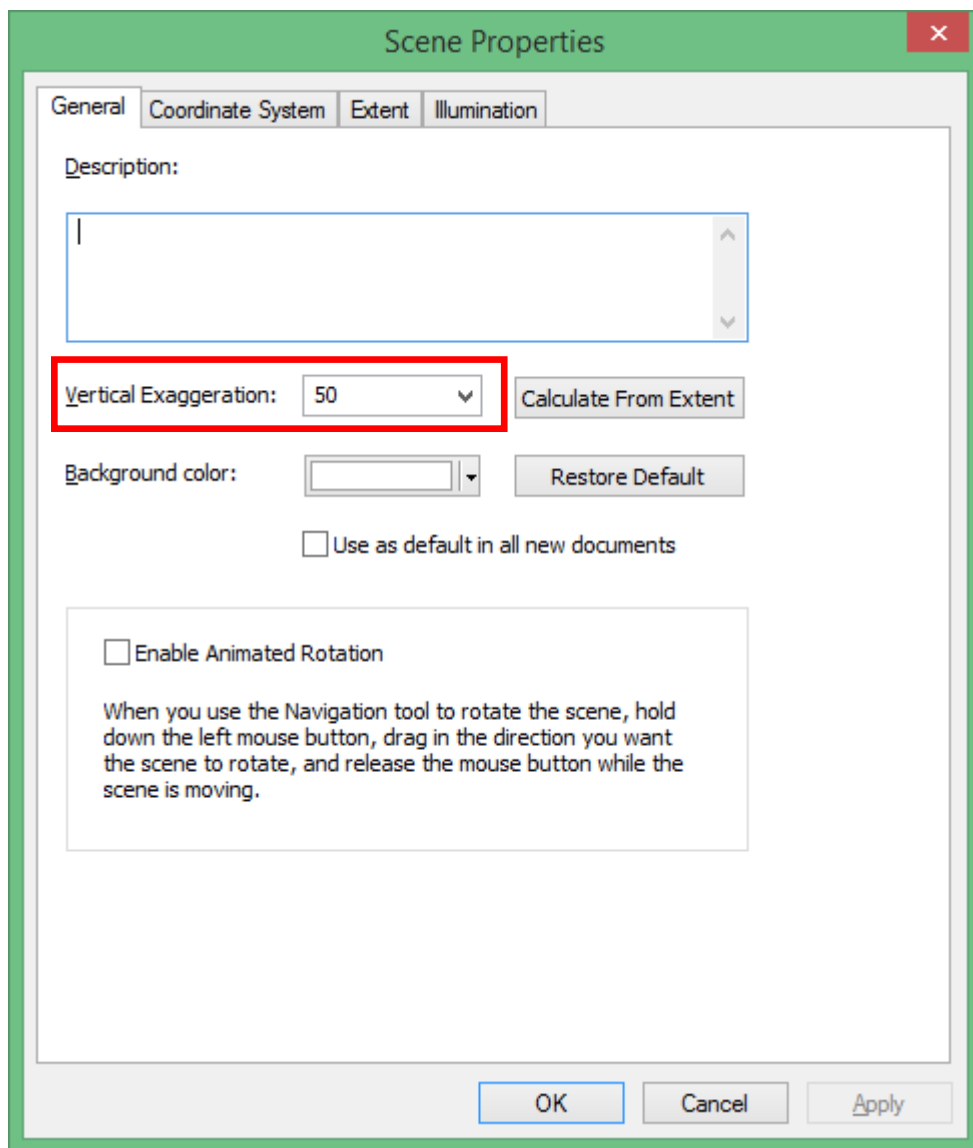 Scene Properties
General Coordinate System Extent Illumination
Description:
Vertical Exaggeration: 50 Calculate From Extent
Background color: Restore Default
Use as default in all new documents
Enable Animated Rotation
When you use the Navigation tool to rotate the scene, hold
down the left mouse button, drag in the direction you want
the scene to rotate, and release the mouse button while the
scene is moving.
OK Cancel Apply